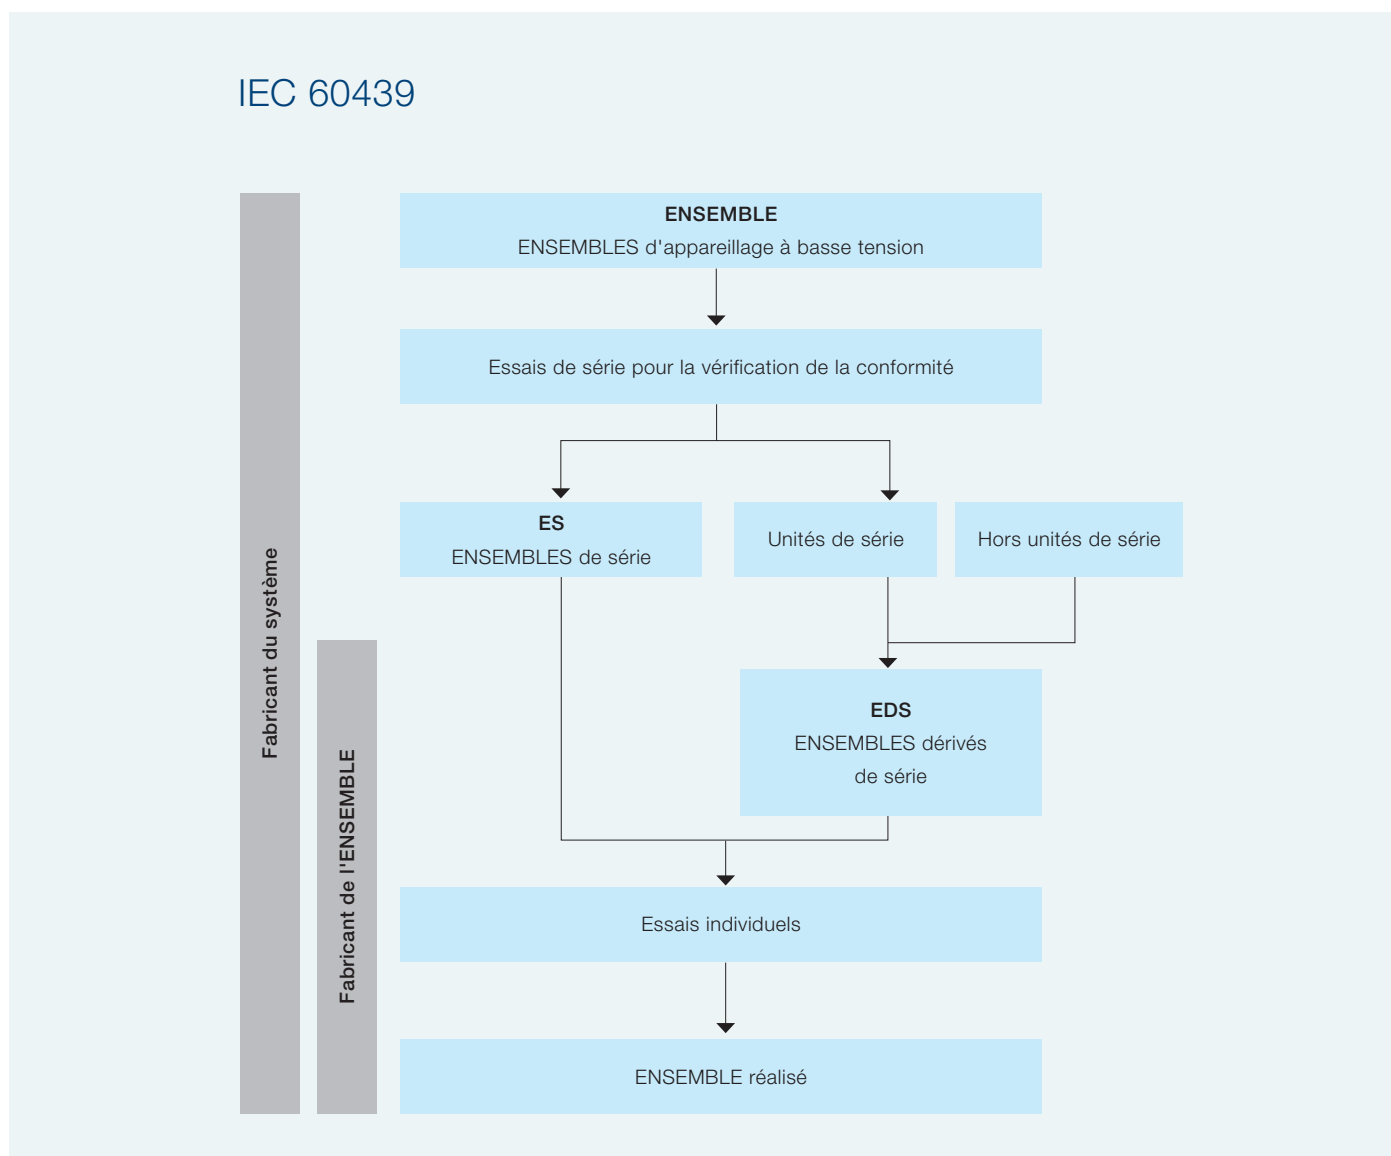 IEC 60439
ENSEMBLE
ENSEMBLES d'appareillage à basse tension
Essais de série pour la vérification de la conformité
ES
ENSEMBLES de série
Unités de série
Hors unités de série
EDS
ENSEMBLES dérivés
de série
Essais individuels
ENSEMBLE réalisé
Fabricant du système
Fabricant de l'ENSEMBLE